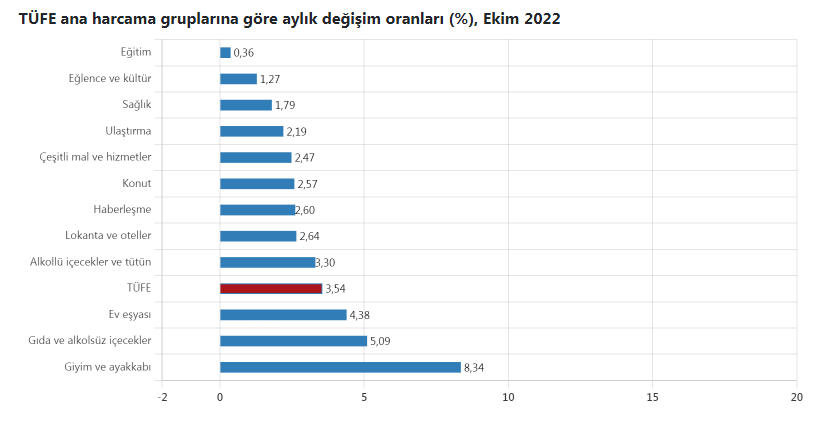 TÜFE ana harcama gruplarına göre aylık değişim oranları (%), Ekim 2022
Eğitim 0,36
Eğlence ve kültür 1,27
Sağlık 1,79
Ulaştırma 2,19
Çeşitli mal ve hizmetler 2,47
Konut 2,57
Haberleşme 2,60
Lokanta ve oteller 2,64
Alkollü içecekler ve tütün 3,30
TÜFE 3,54
Ev eşyası 4,38
Gıda ve alkolsüz içecekler 5,09
Giyim ve ayakkabı 8,34
-2 0 5 10 15 20